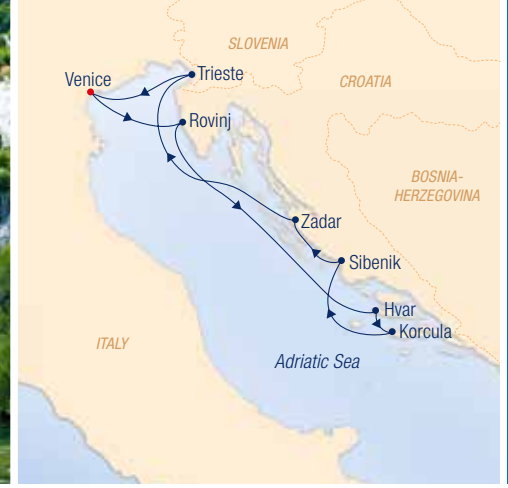 SLOVENIA
Venice
Trieste
CROATIA
Rovinj
BOSNIA-
HERZEGOVINA
Zadar
Sibenik
Hvar
Korcula
ITALY
Adriatic Sea